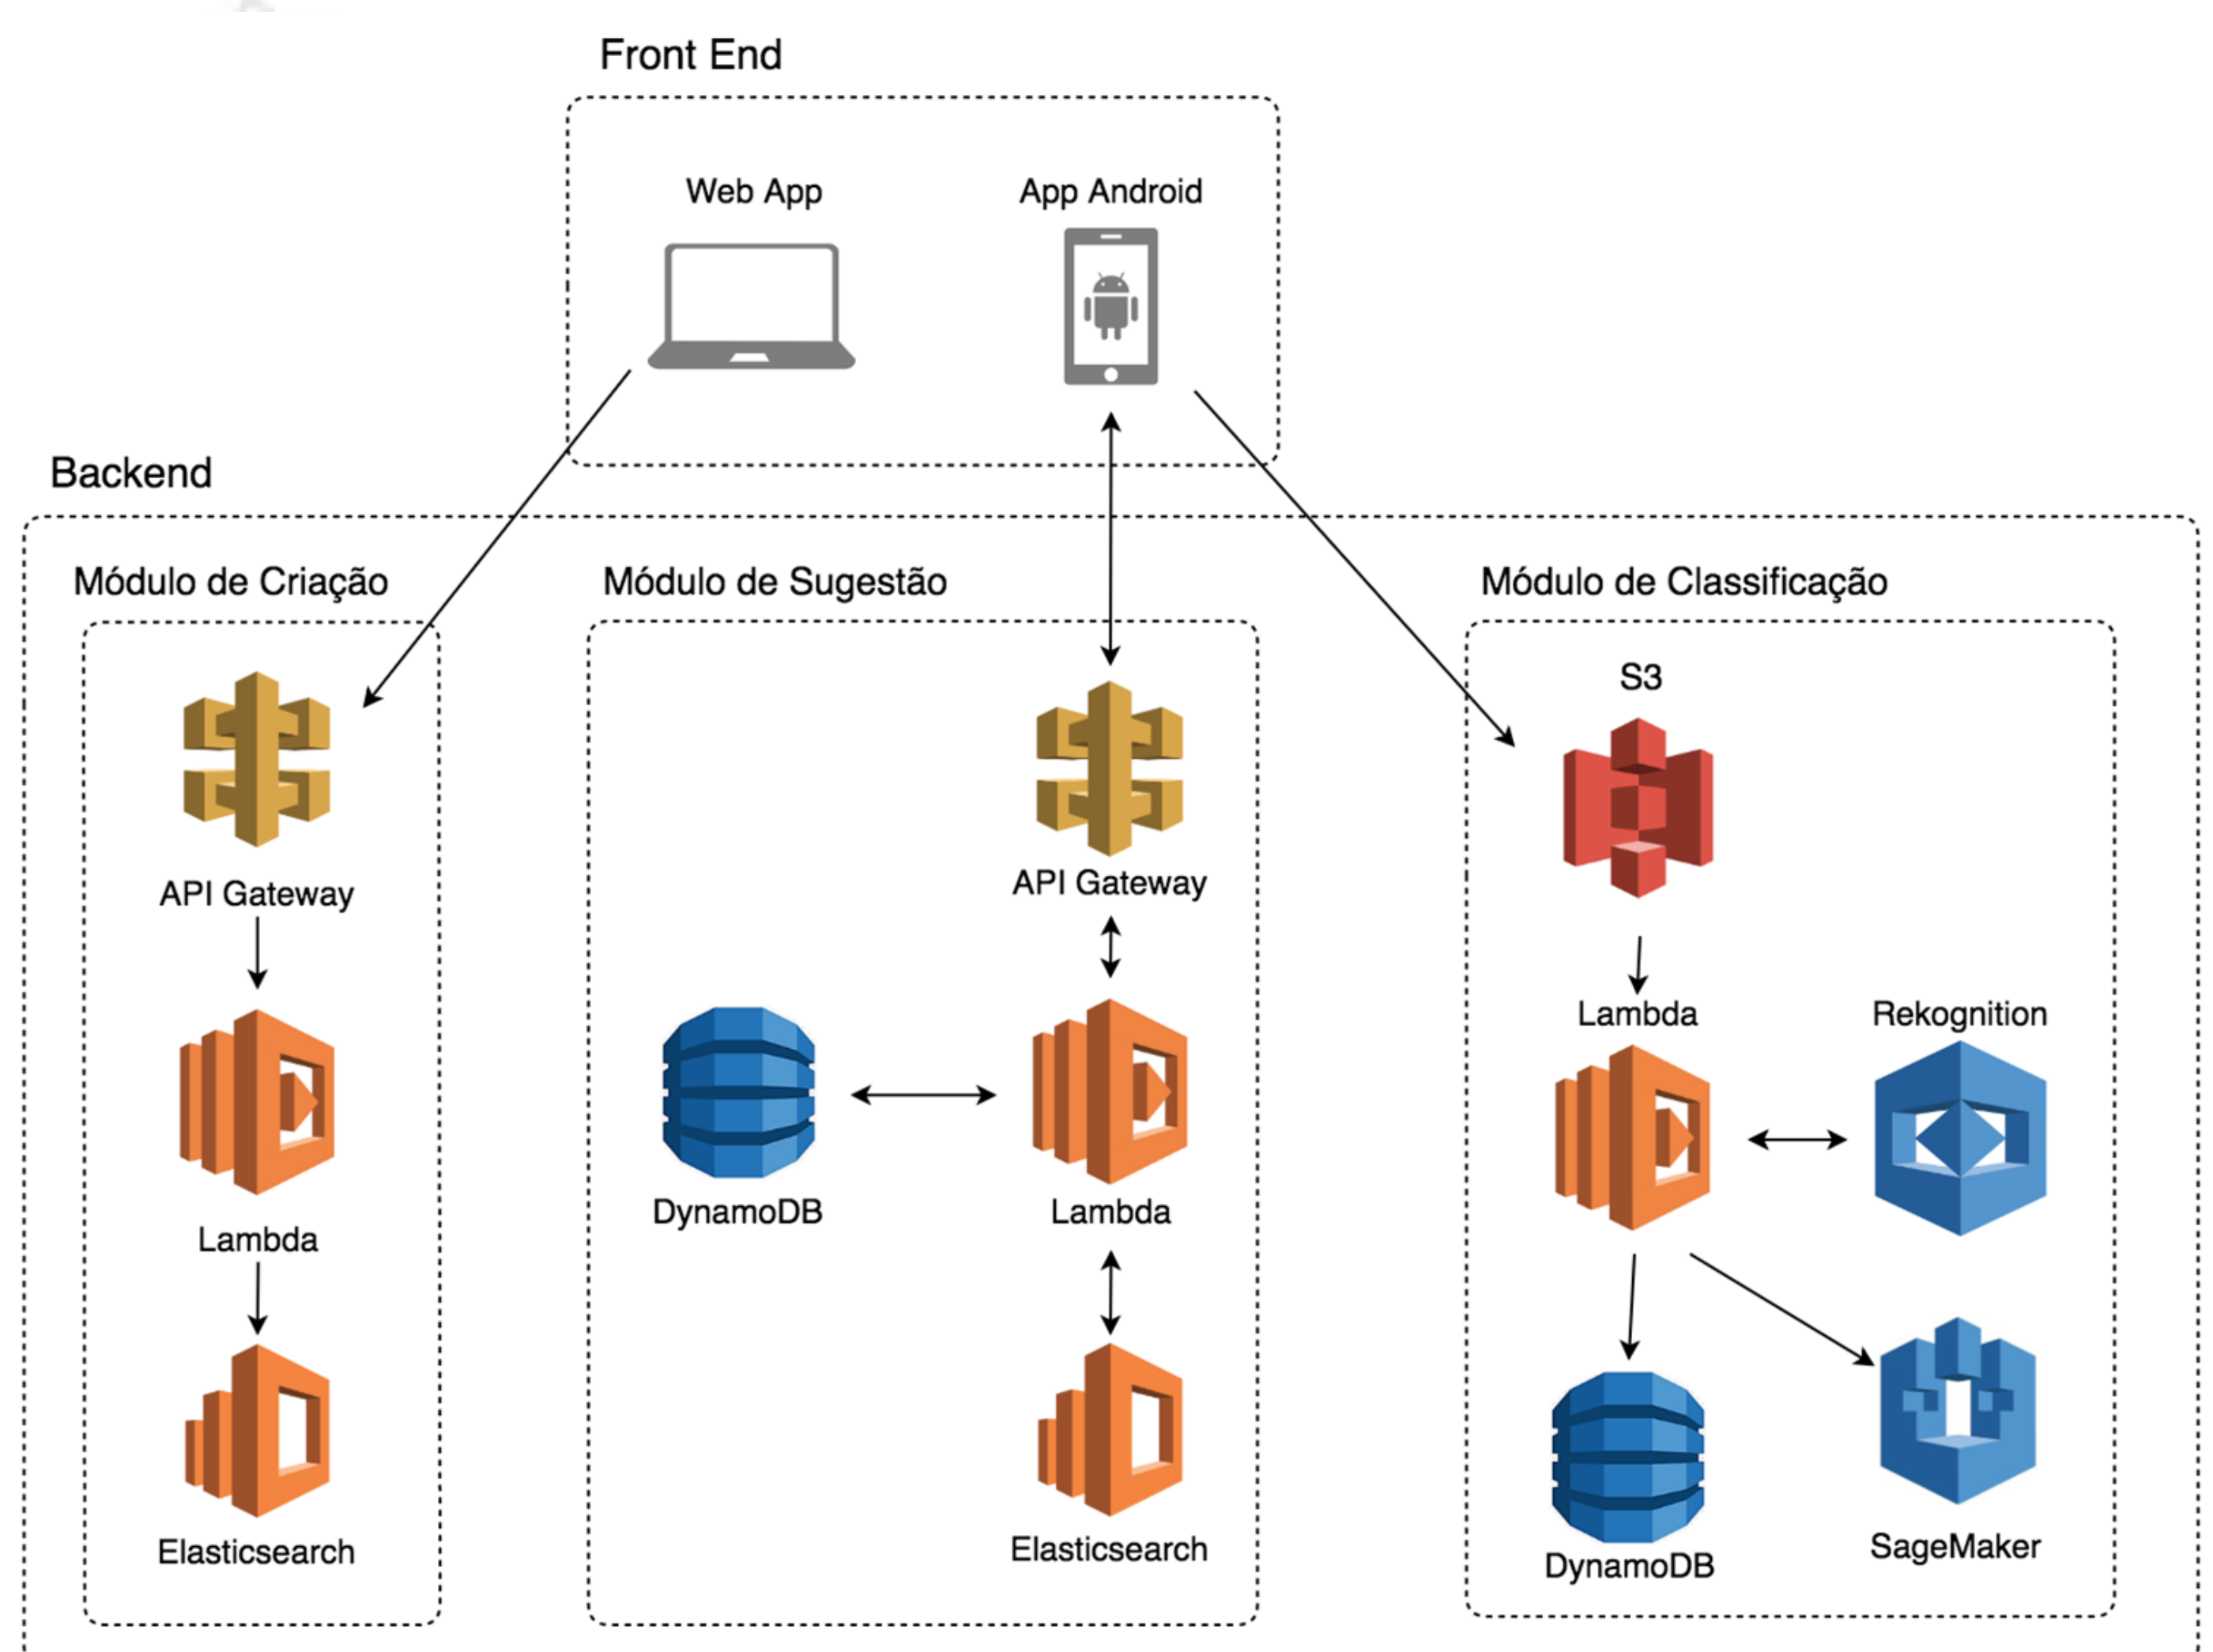 Front End
Web App
App Android
Backend
Módulo de Criação
API Gateway
Lambda
Elasticsearch
Módulo de Sugestão
API Gateway
DynamoDB
Lambda
Elasticsearch
Módulo de Classificação
S3
Lambda
Rekognition
DynamoDB
SageMaker